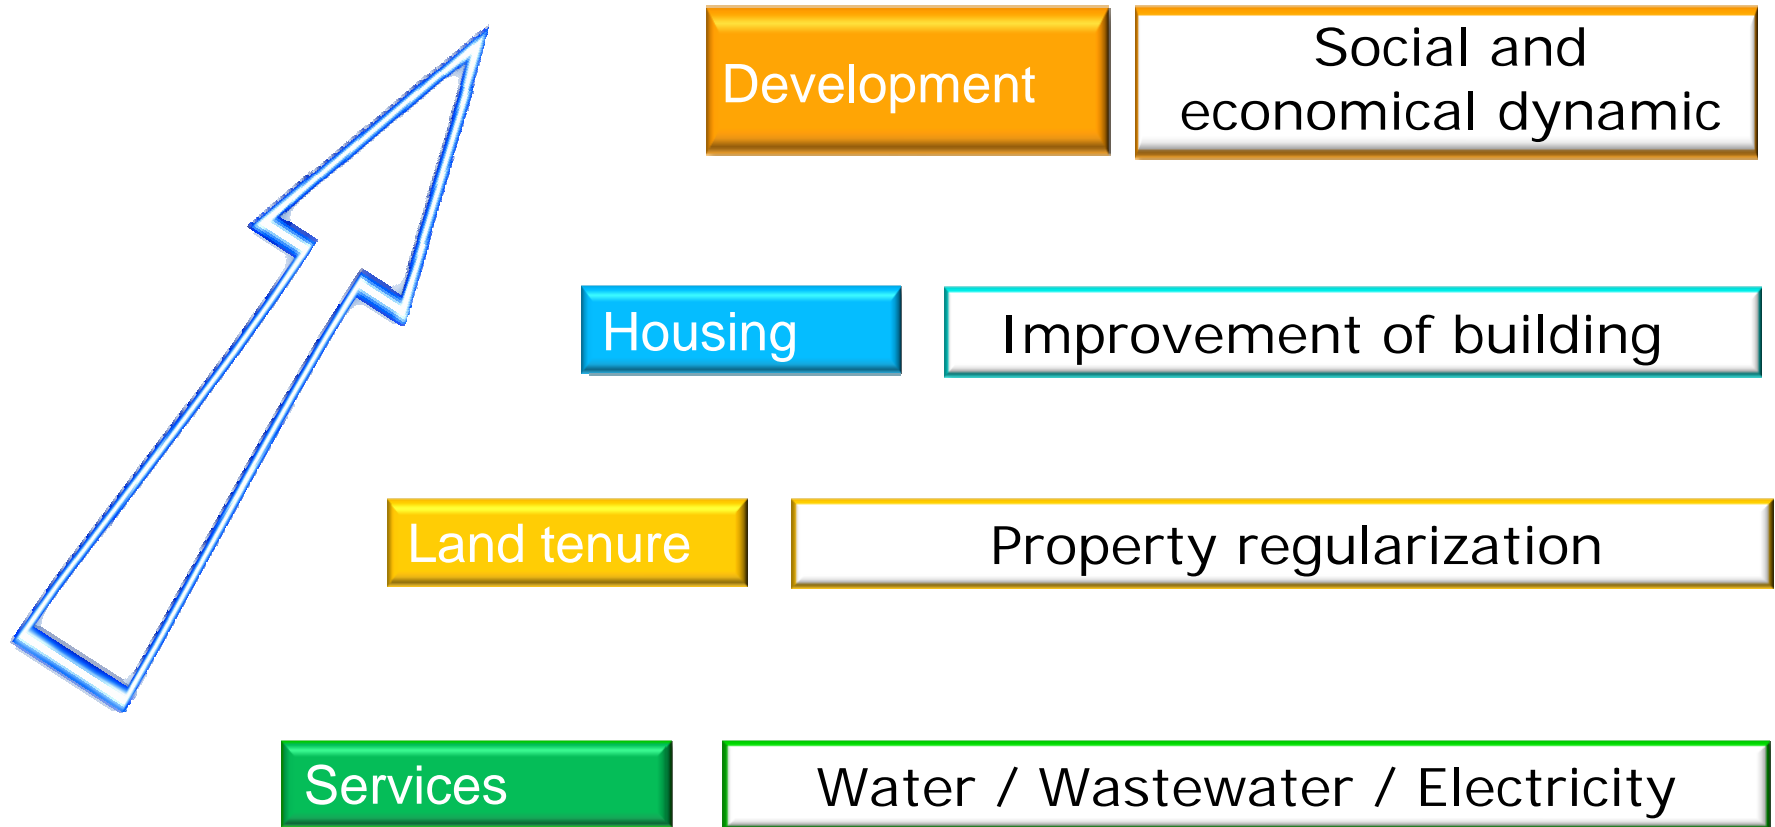 Development
Social and
economical dynamic
Housing
Improvement of building
Land tenure
Property regularization
Services
Water / Wastewater / Electricity